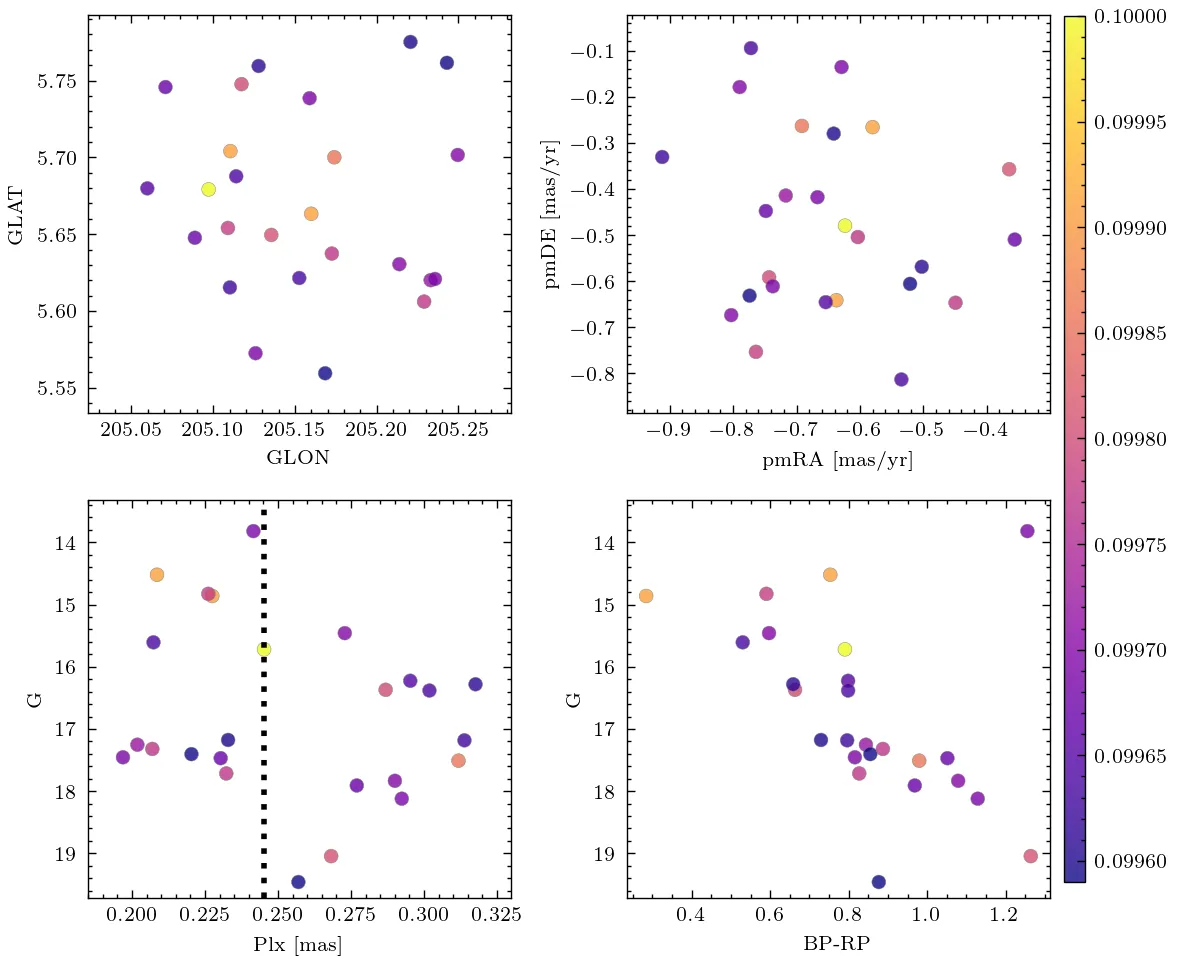 5.75
5.70
5.65
5.60
5.55
GLAT
205.05 205.10 205.15 205.20 205.25
GLON
−0.1
−0.2
−0.3
−0.4
−0.5
−0.6
−0.7
−0.8
pmDE [mas/yr]
−0.9 −0.8 −0.7 −0.6 −0.5 −0.4
pmRA [mas/yr]
14
15
16
17
18
19
G
0.200 0.225 0.250 0.275 0.300 0.325
Plx [mas]
14
15
16
17
18
19
G
0.4 0.6 0.8 1.0 1.2
BP-RP
0.10000
0.09995
0.09990
0.09985
0.09980
0.09975
0.09970
0.09965
0.09960